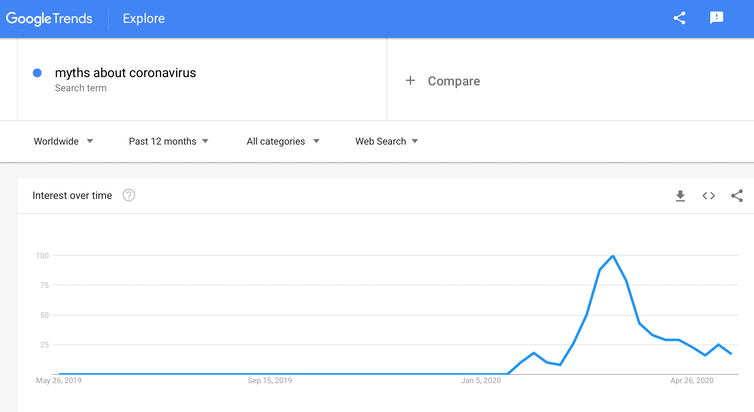 Google Trends Explore
myths about coronavirus
Search term
+ Compare
Worldwide Past 12 months All categories Web Search
Interest over time ?
100
75
50
25
May 26, 2019 Sep 15, 2019 Jan 5, 2020 Apr 26, 2020